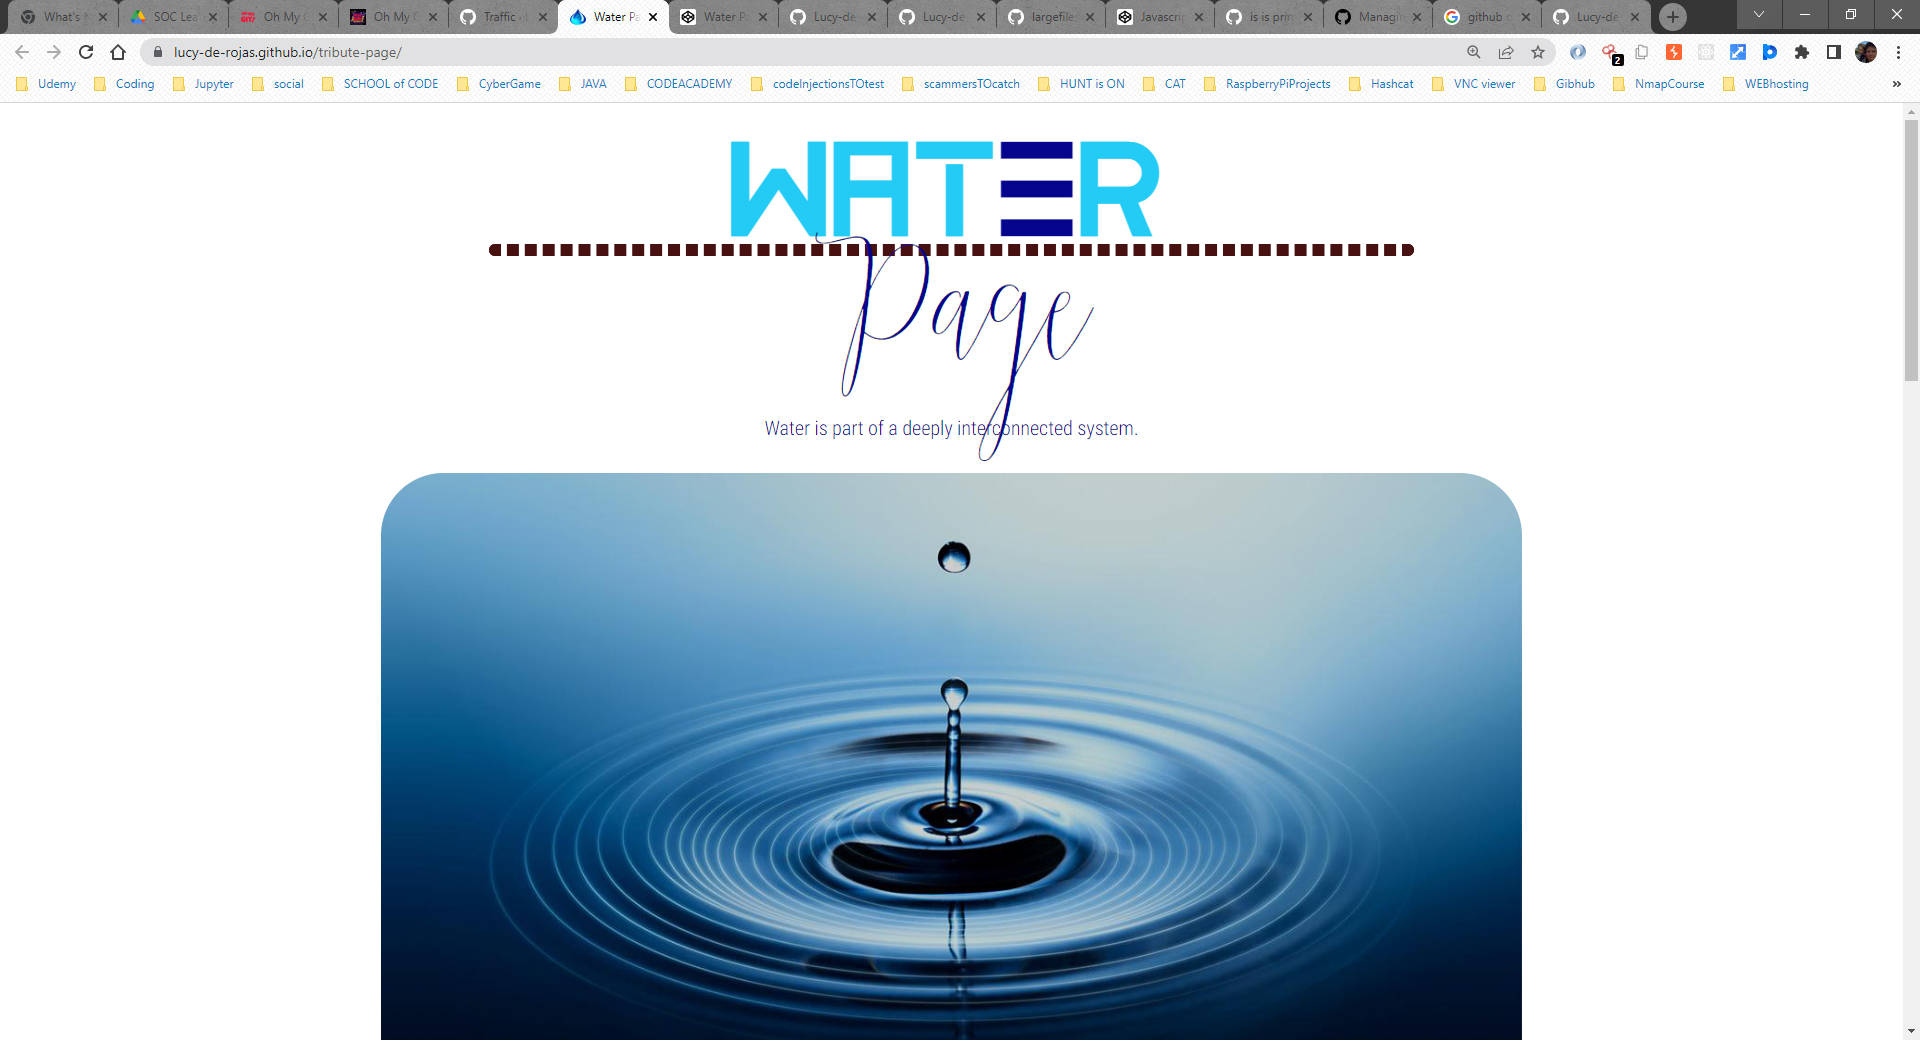 What's
SOC Lea
Oh My
Oh My
Traffic
Water Pa
Water P
Lucy-de
Lucy-de
largefile
Javascri
is is prin
Managi
github c
Lucy-de
lucy-de-rojas.github.io/tribute-page/
2
Udemy
Coding
Jupyter
social
SCHOOL of CODE
CyberGame
JAVA
CODEACADEMY
codeInjectionsTOtest
scammersTOcatch
HUNT is ON
CAT
RaspberryPiProjects
Hashcat
VNC viewer
Gibhub
NmapCourse
WEBhosting
»
WATER
Page
Water is part of a deeply interconnected system.